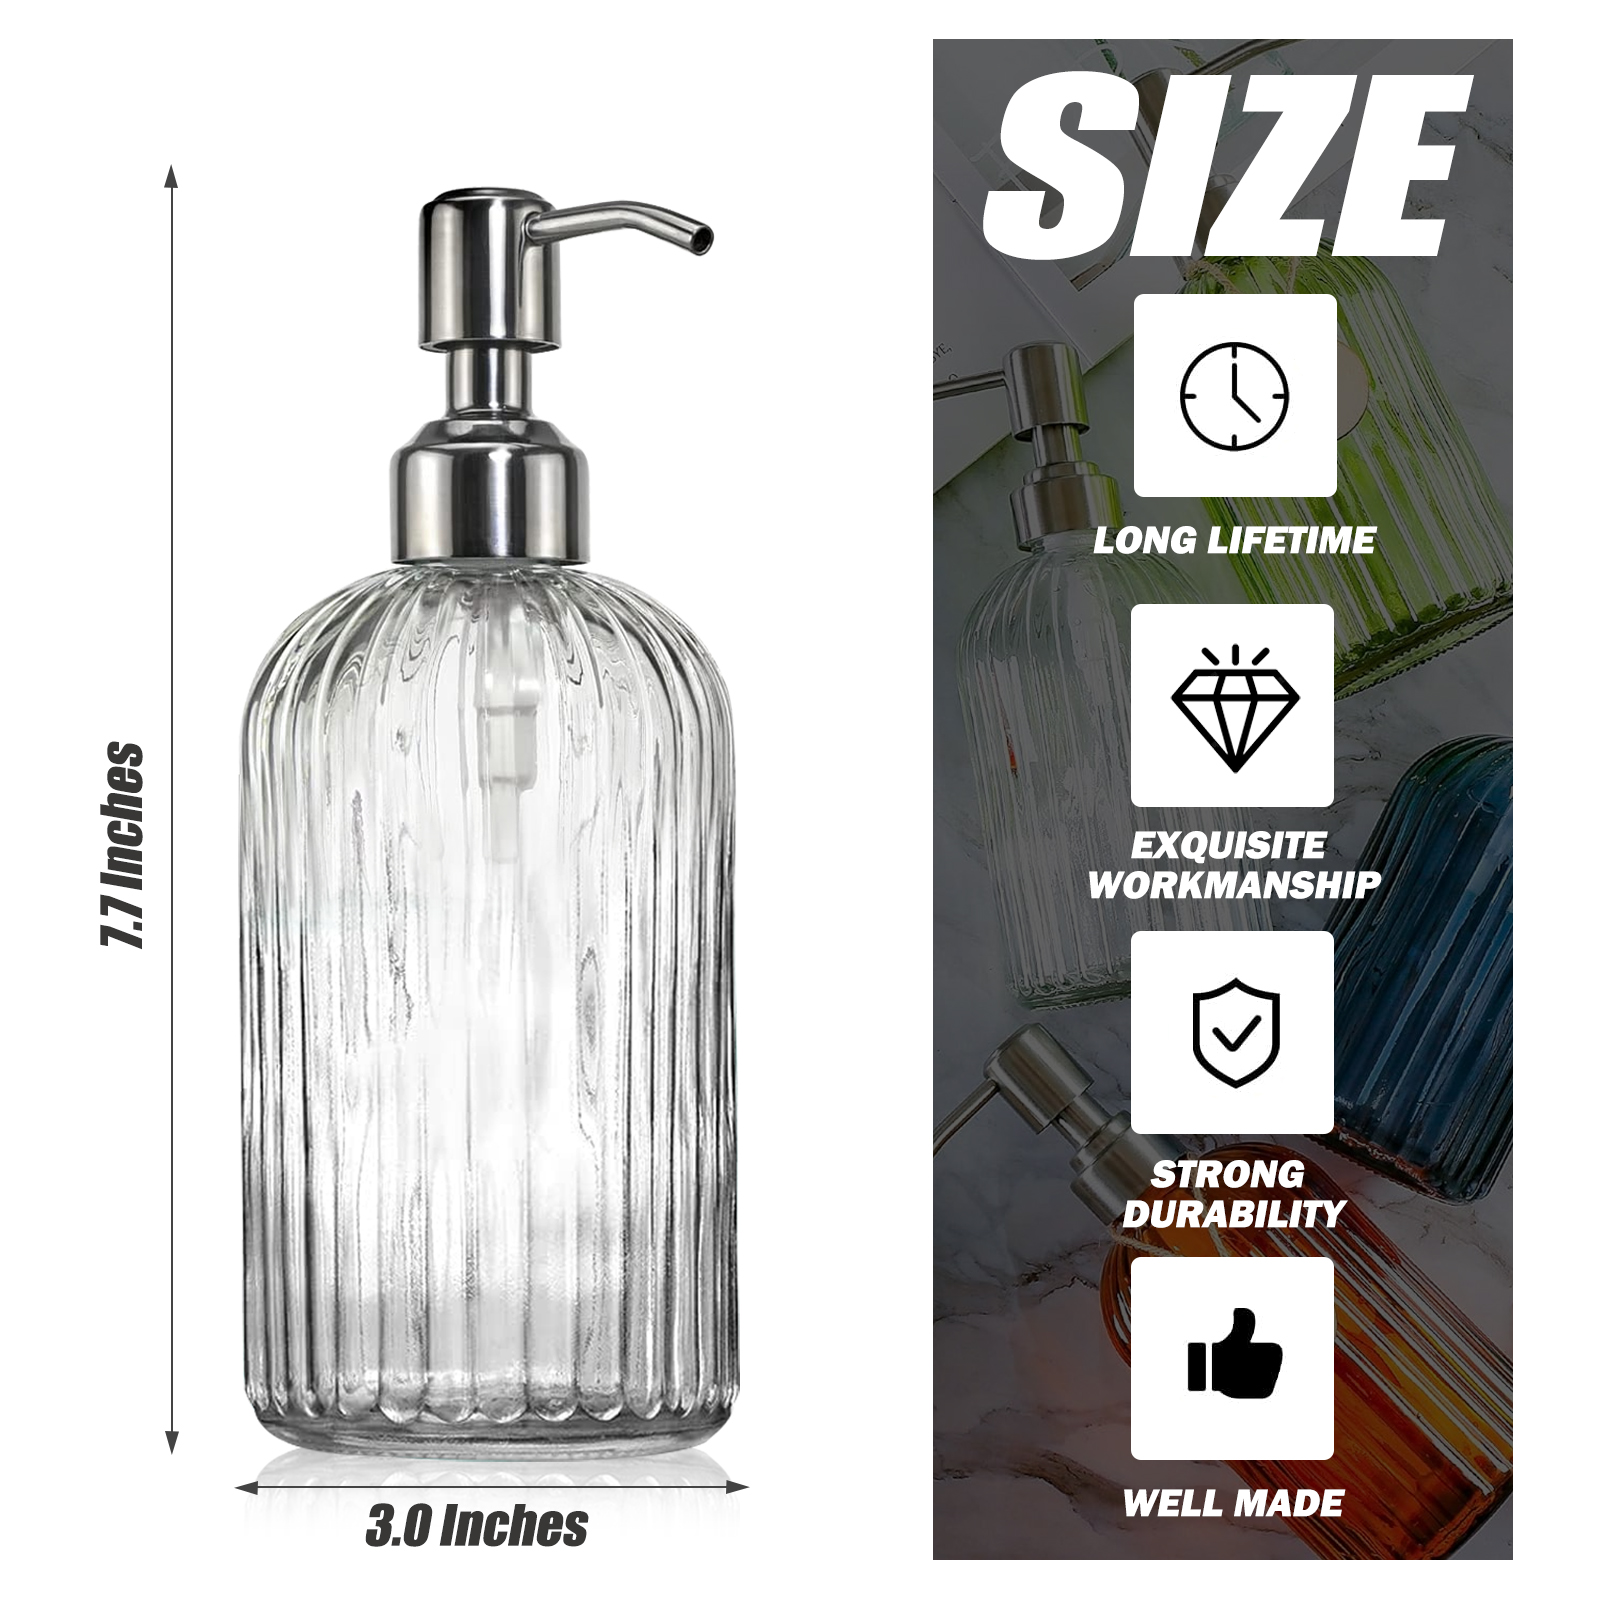 7.7 Inches
3.0 Inches
SIZE
LONG LIFETIME
EXQUISITE
WORKMANSHIP
STRONG
DURABILITY
WELL MADE